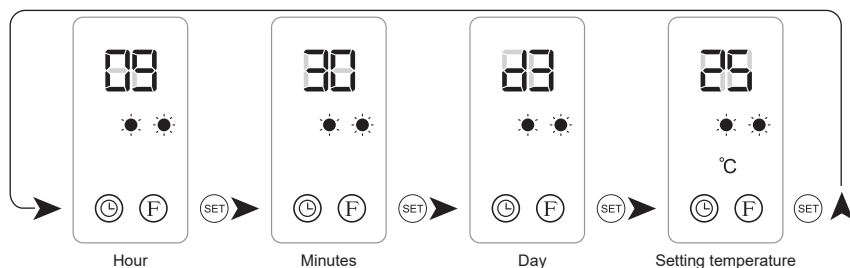 09 30 d3 25
°C
F SET F SET F SET F SET
Hour Minutes Day Setting temperature